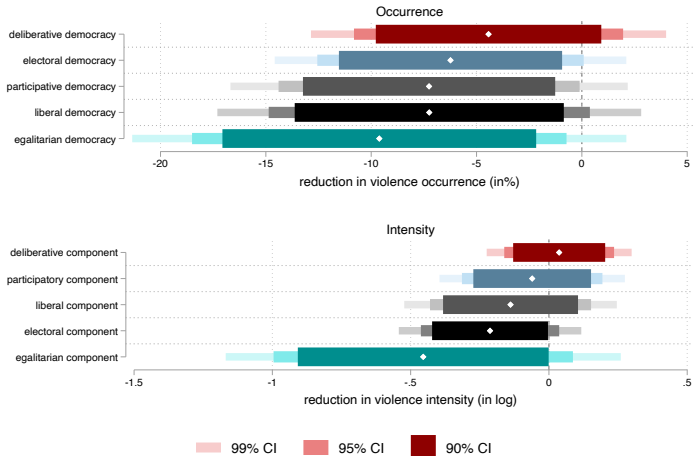 Occurrence
deliberative democracy
electoral democracy
participative democracy
liberal democracy
egalitarian democracy
-20 -15 -10 -5 0 5
reduction in violence occurrence (in%)
Intensity
deliberative component
participatory component
liberal component
electoral component
egalitarian component
-1.5 -1 -.5 0 .5
reduction in violence intensity (in log)
99% CI 95% CI 90% CI